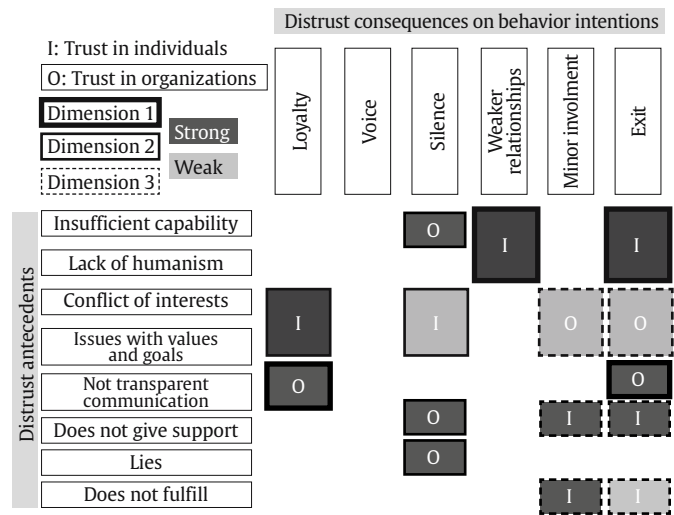 Distrust consequences on behavior intentions
I: Trust in individuals
O: Trust in organizations
Dimension 1
Dimension 2
Dimension 3
Strong
Weak
Loyalty
Voice
Silence
Weaker
relationships
Minor involment
Exit
Distrust antecedents
Insufficient capability
O
I
I
Lack of humanism
Conflict of interests
I
I
O
O
Issues with values
and goals
Not transparent
communication
O
O
Does not give support
O
I
I
Lies
O
Does not fulfill
I
I